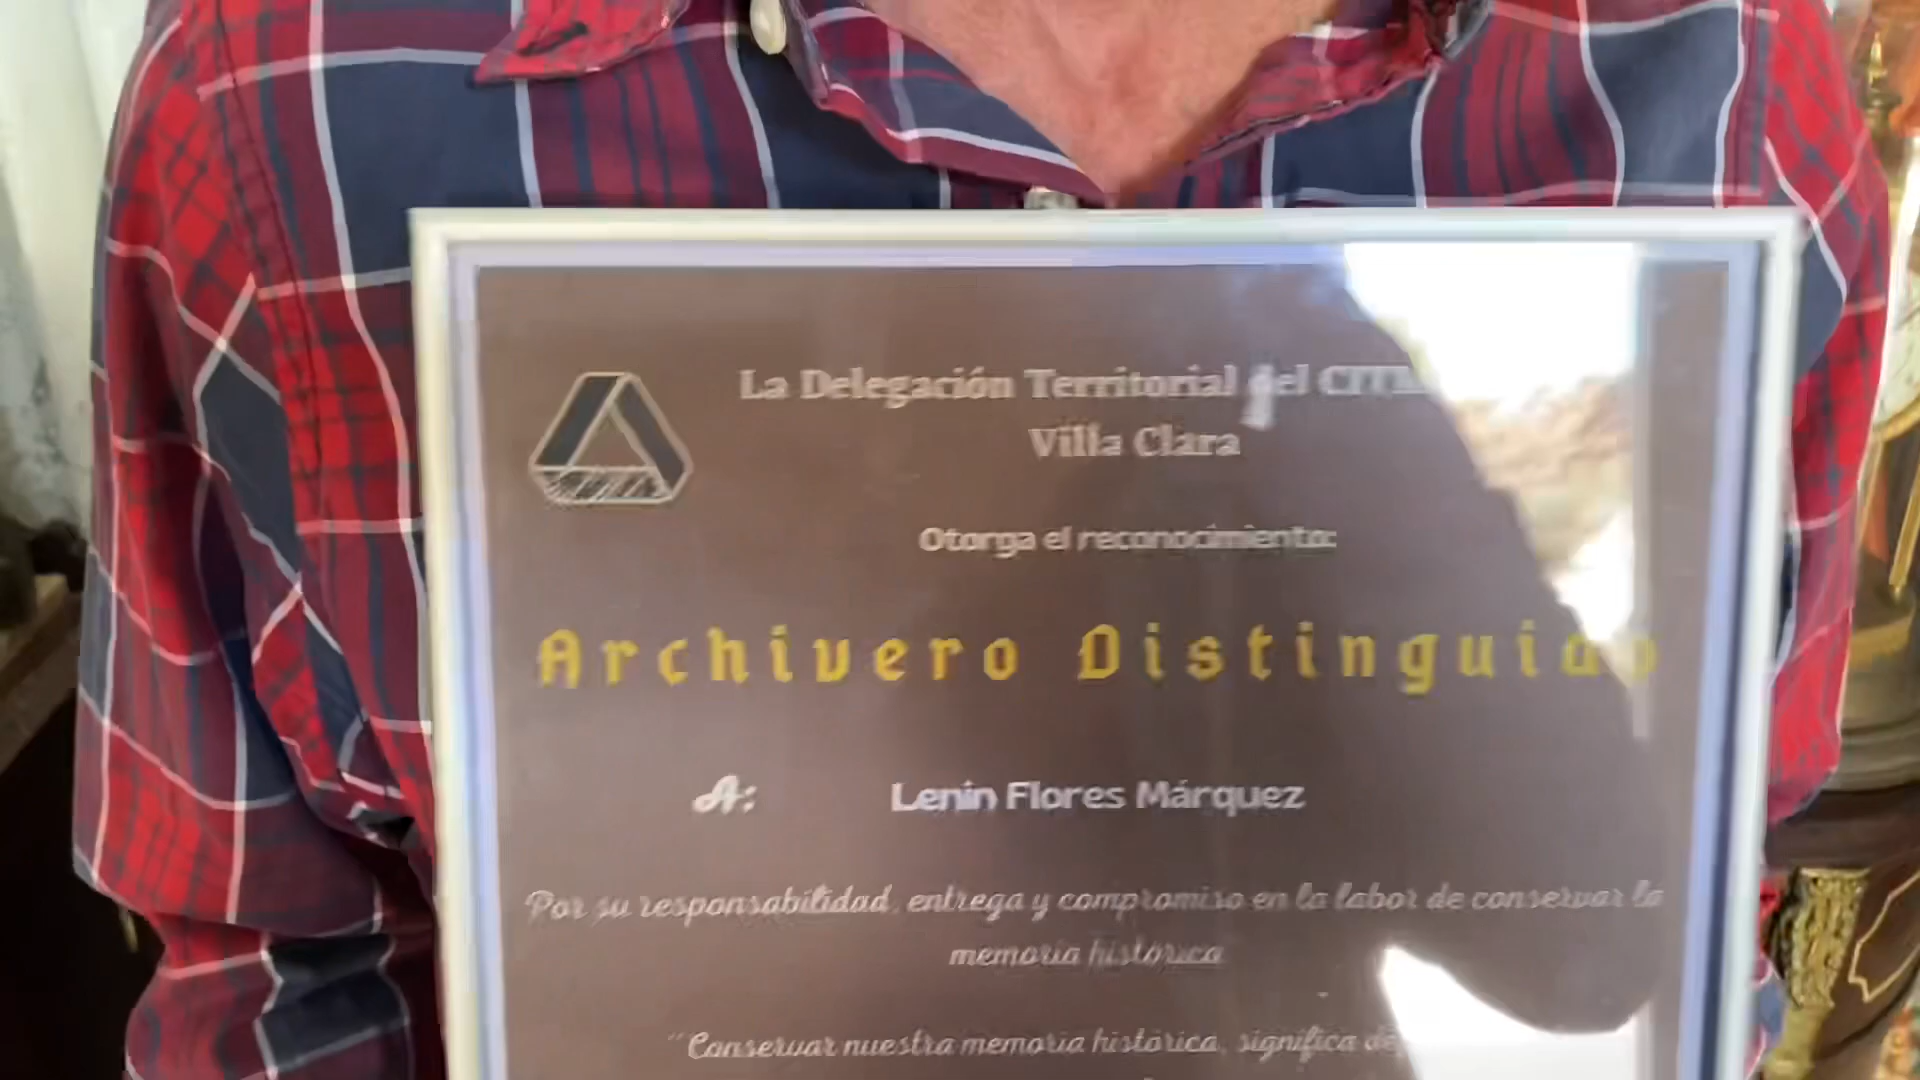 La Delegación Territorial del
Villa Clara
Otorga el reconocimiento:
Archivero Distinguido
A: Lenin Flores Márquez
Por su responsabilidad, entrega y compromiso en la labor de conservar la
memoria histórica
"Conservar nuestra memoria histórica, significa